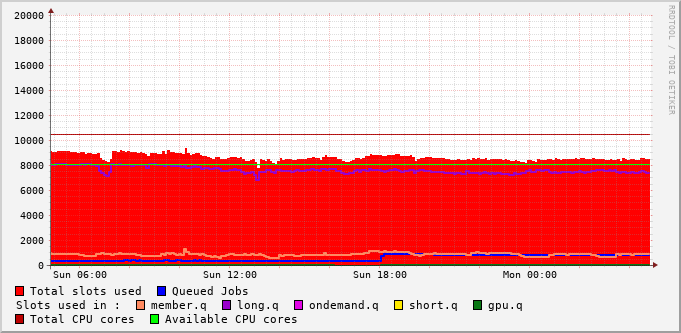 20000
18000
16000
14000
12000
10000
8000
6000
4000
2000
0
Sun 06:00 Sun 12:00 Sun 18:00 Mon 00:00
Total slots used Queued Jobs
Slots used in : member.q long.q ondemand.q short.q gpu.q
Total CPU cores Available CPU cores
RRDTOOL / TOBI OETIKER